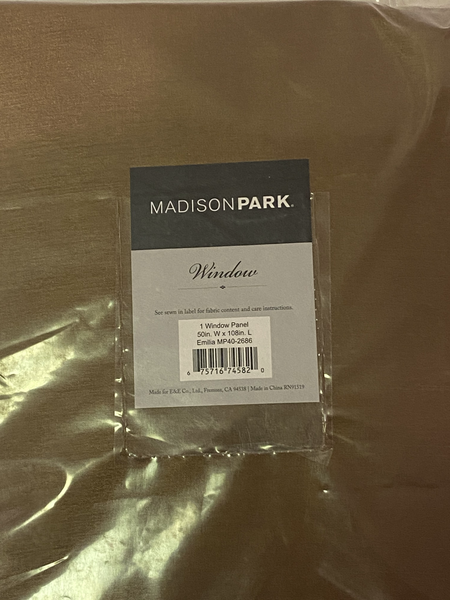 MADISONPARK®
Window
See sewn in label for fabric content and care instructions.
1 Window Panel
50in. W x 108in. L
Emilia MP40-2686
6 75716 74582 0
Made for E&E Co., Ltd., Fremont, CA 94538 | Made in China RN91319